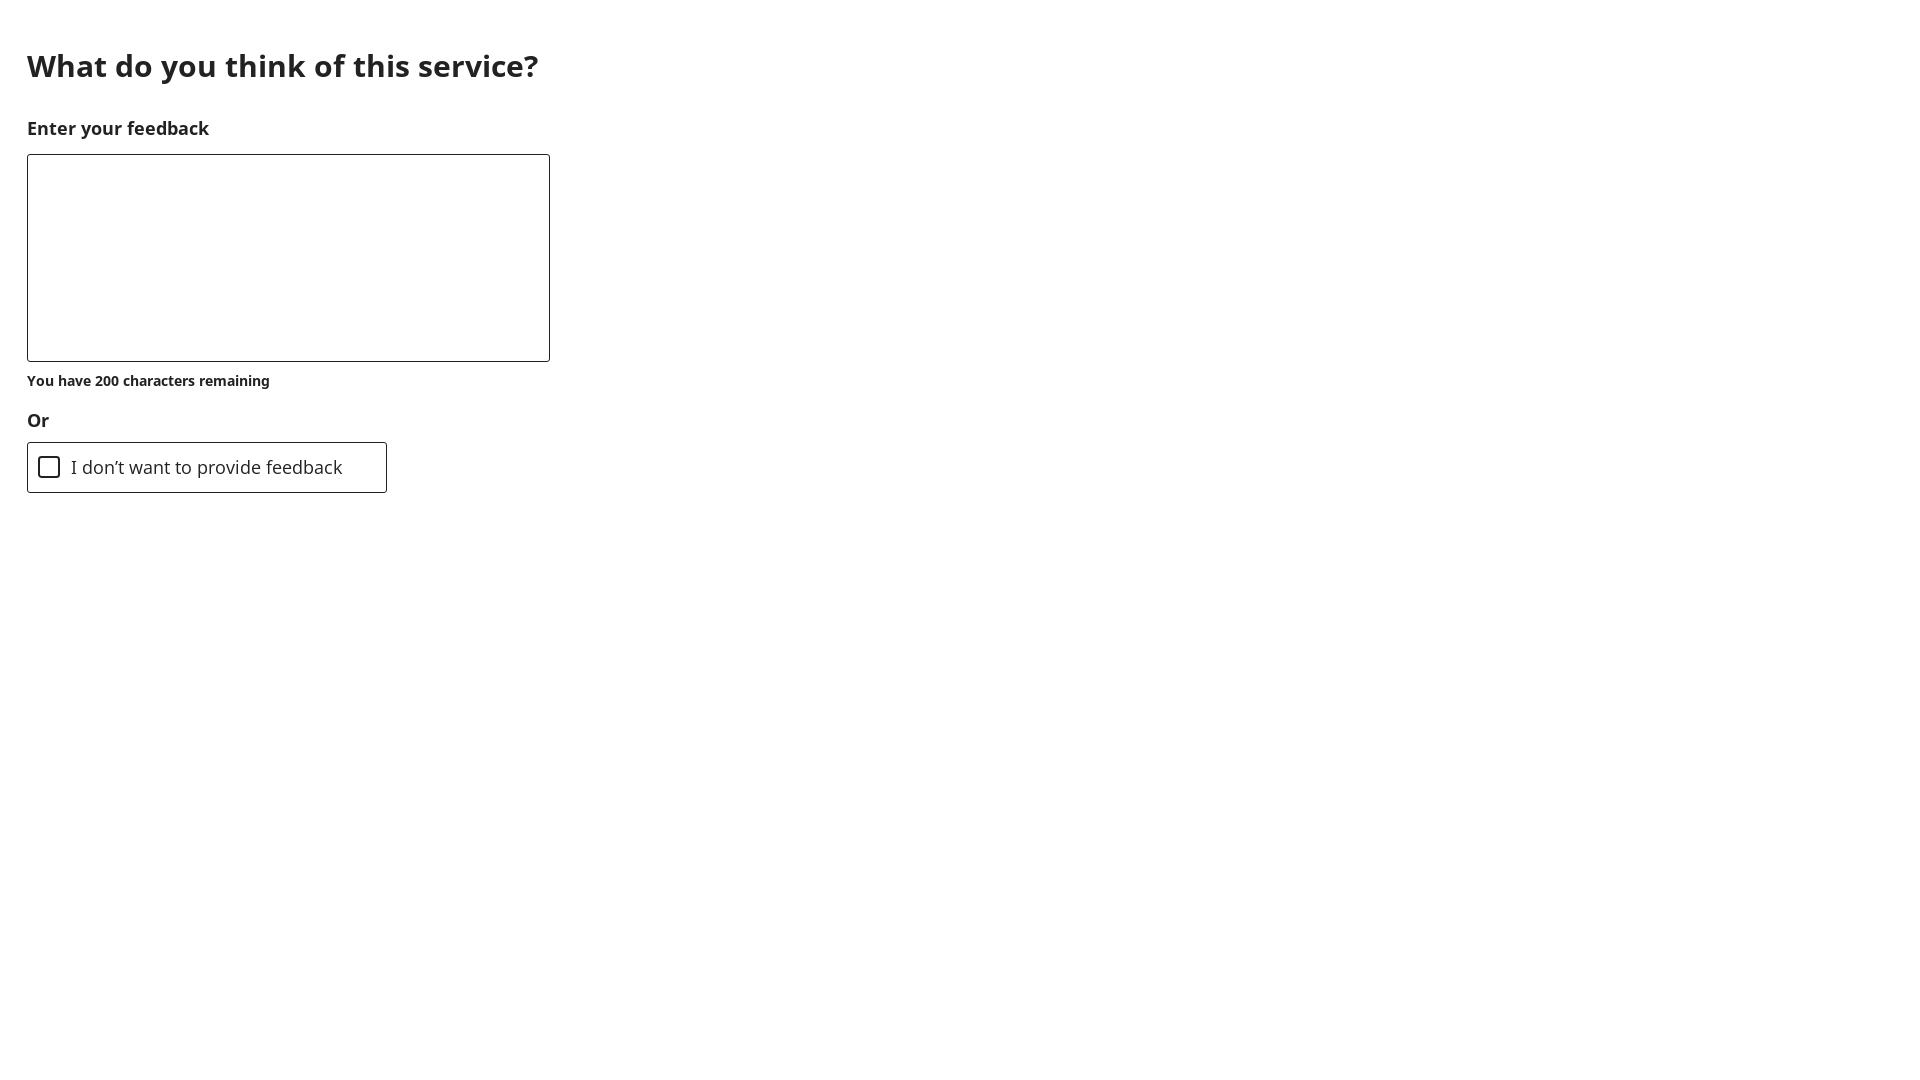 What do you think of this service?
Enter your feedback
You have 200 characters remaining
Or
I don’t want to provide feedback